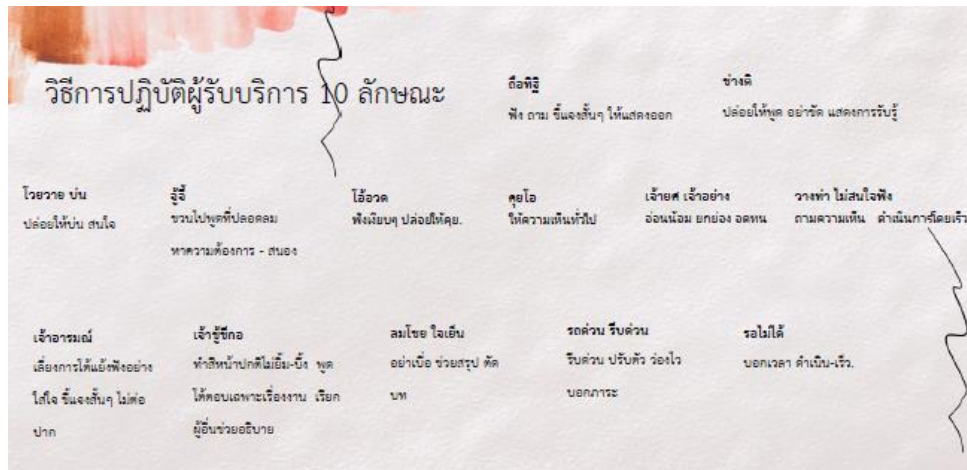 วิธีการปฏิบัติผู้รับบริการ 10 ลักษณะ
ถือทิฐิ
ฟัง ถาม ชี้แจงสั้นๆ ให้แสดงออก
ช่างติ
ปล่อยให้พูด อย่าขัด แสดงการรับรู้
โวยวาย บ่น
ปล่อยให้บ่น สนใจ
จู้จี้
ชวนไปพูดที่ปลอดลม
หาความต้องการ - สนอง
โอ้อวด
ฟังเงียบๆ ปล่อยให้คุย.
คุยโอ
ให้ความเห็นทั่วไป
เจ้ายศ เจ้าอย่าง
อ่อนน้อม ยกย่อง อดทน
วางท่า ไม่สนใจฟัง
ถามความเห็น ดำเนินการโดยเร็ว
เจ้าอารมณ์
เลี่ยงการโต้แย้งฟังอย่าง
ใส่ใจ ชี้แจงสั้นๆ ไม่ต่อ
ปาก
เจ้าชู้ขีกอ
ทำสีหน้าปกติไม่ยิ้ม-บึ้ง พูด
โต้ตอบเฉพาะเรื่องงาน เรียก
ผู้อื่นช่วยอธิบาย
ลมโชย ใจเย็น
อย่าเบื่อ ช่วยสรุป ตัด
บท
รถด่วน รีบด่วน
รีบด่วน ปรับตัว ว่องไว
บอกภาระ
รอไม่ได้
บอกเวลา ดำเนิน-เร็ว.